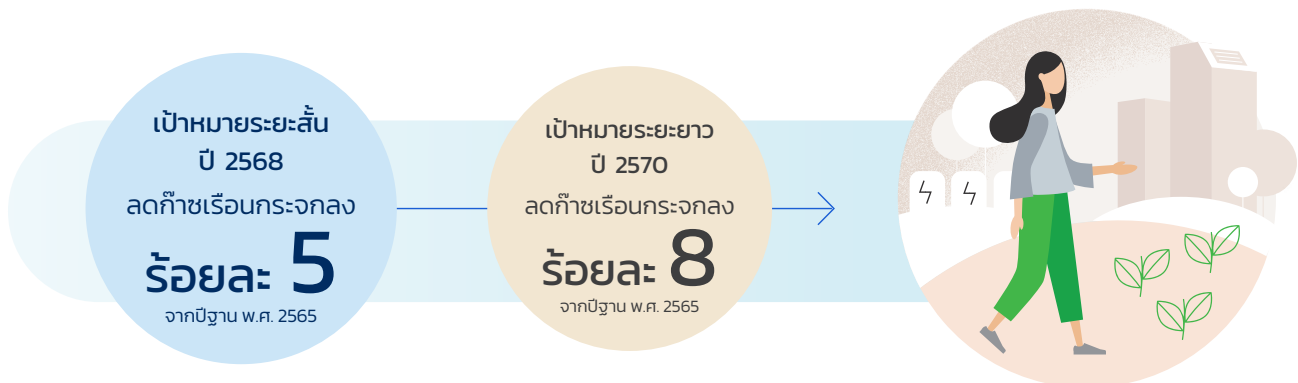 เป้าหมายระยะสั้น
ปี 2568
ลดก๊าซเรือนกระจกลง
ร้อยละ 5
จากปีฐาน พ.ศ. 2565
เป้าหมายระยะยาว
ปี 2570
ลดก๊าซเรือนกระจกลง
ร้อยละ 8
จากปีฐาน พ.ศ. 2565